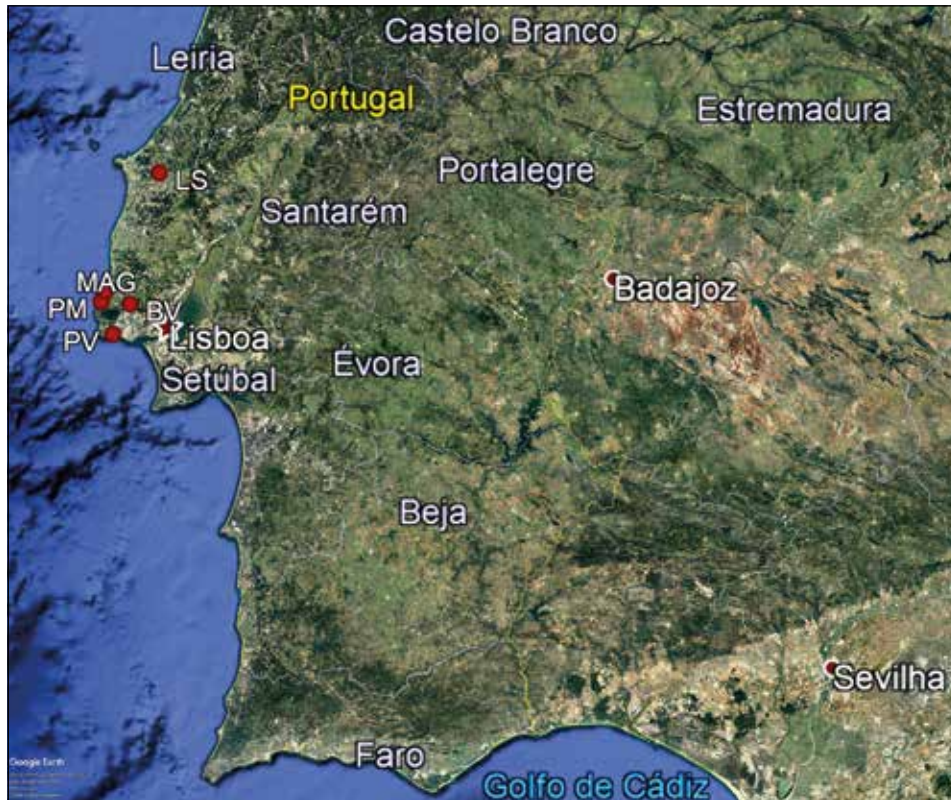 Castelo Branco
Leiria
Portugal
Estremadura
Portalegre
LS
Santarém
MAG
Badajoz
PM
BV
PV
Lisboa
Évora
Setúbal
Beja
Sevilha
Faro
Google Earth
Golfo de Cádiz